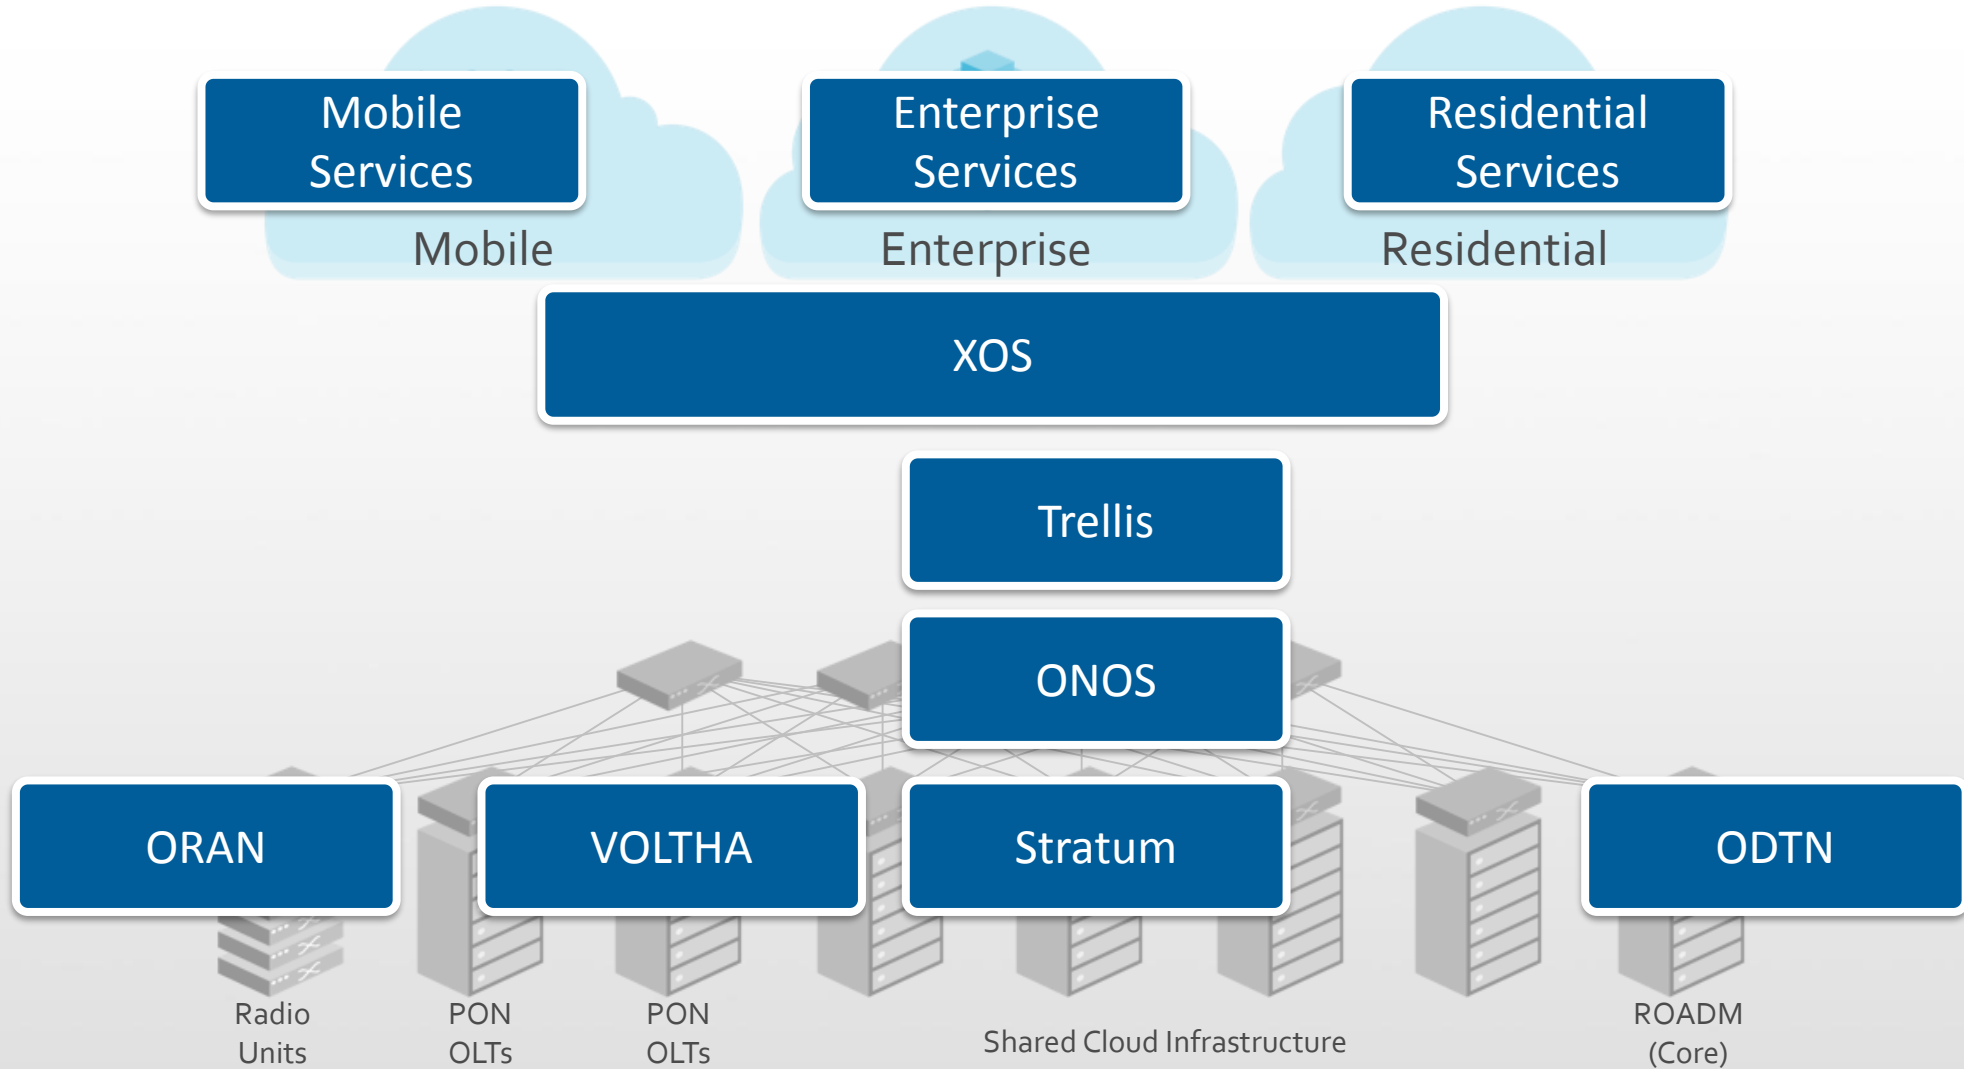 Mobile
Services
Enterprise
Services
Residential
Services
Mobile
Enterprise
Residential
XOS
Trellis
ONOS
ORAN
VOLTHA
Stratum
ODTN
Radio
Units
PON
OLTs
PON
OLTs
Shared Cloud Infrastructure
ROADM
(Core)